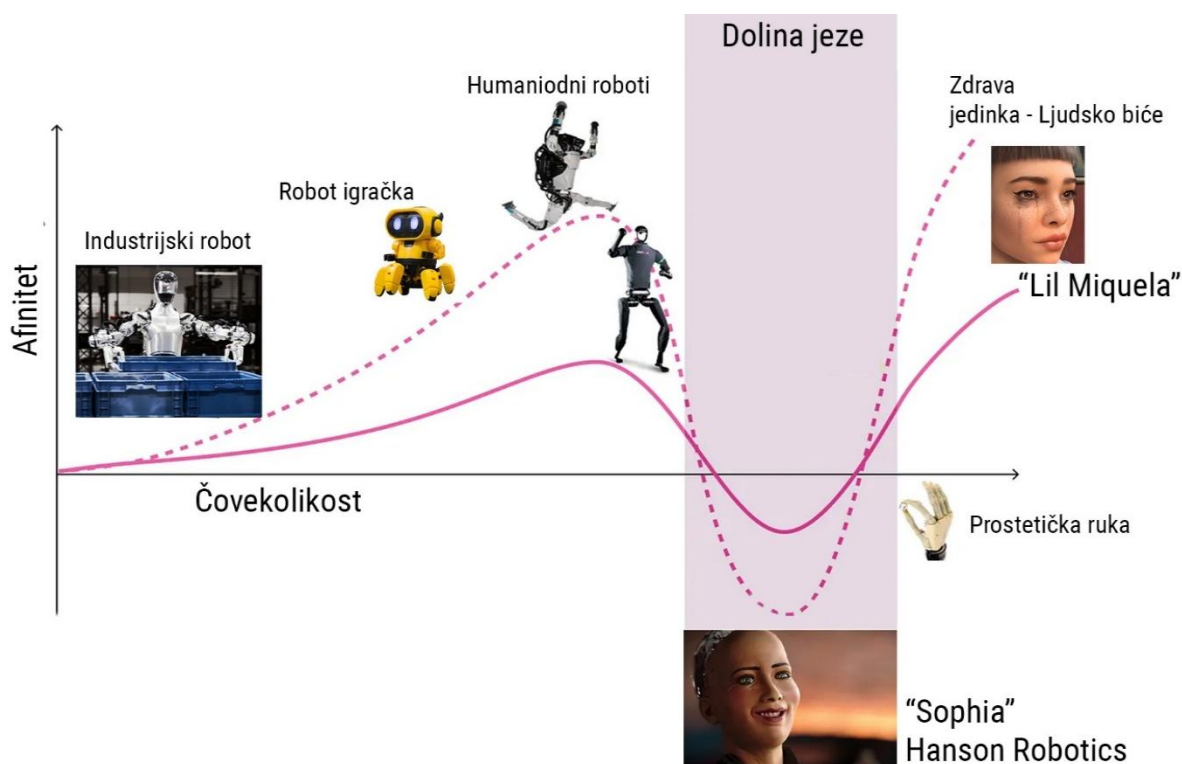 Dolina jeze
Humaniodni roboti
Zdrava
jedinka - Ljudsko biće
Robot igračka
Industrijski robot
“Lil Miquela”
Afinitet
Čovekolikost
Prostetička ruka
“Sophia”
Hanson Robotics